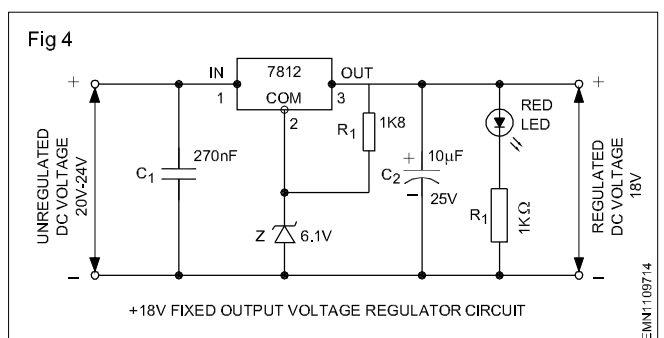 Fig 4
+
IN
7812
OUT
+
1
COM
3
2
RED
LED
R1
1K8
UNREGULATED
DC VOLTAGE
20V-24V
C1
270nF
+
10µF
C2
25V
–
REGULATED
DC VOLTAGE
18V
Z
6.1V
R1
1KΩ
–
–
+18V FIXED OUTPUT VOLTAGE REGULATOR CIRCUIT
EMN1109714